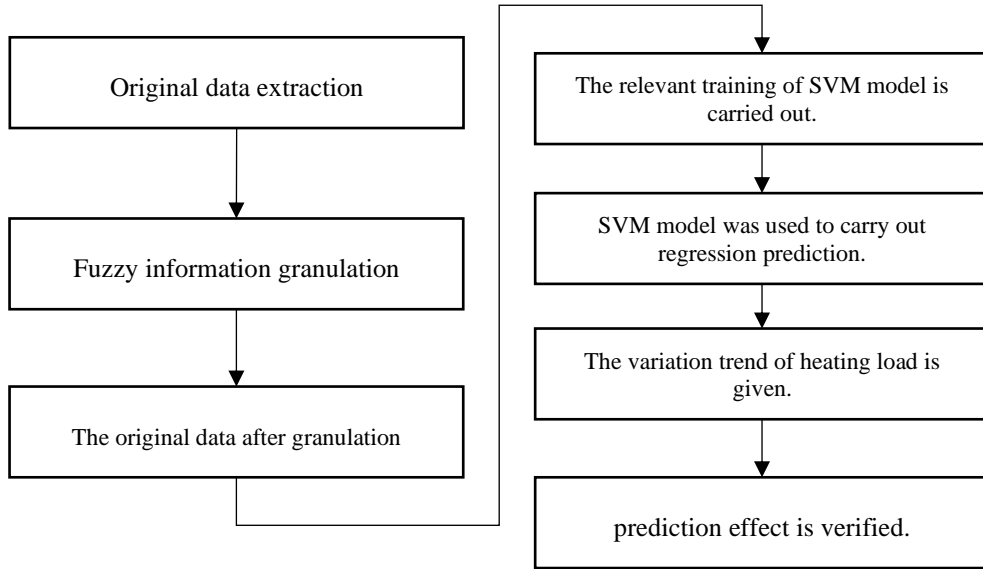 Original data extraction
Fuzzy information granulation
The original data after granulation
The relevant training of SVM model is
carried out.
SVM model was used to carry out
regression prediction.
The variation trend of heating load is
given.
prediction effect is verified.